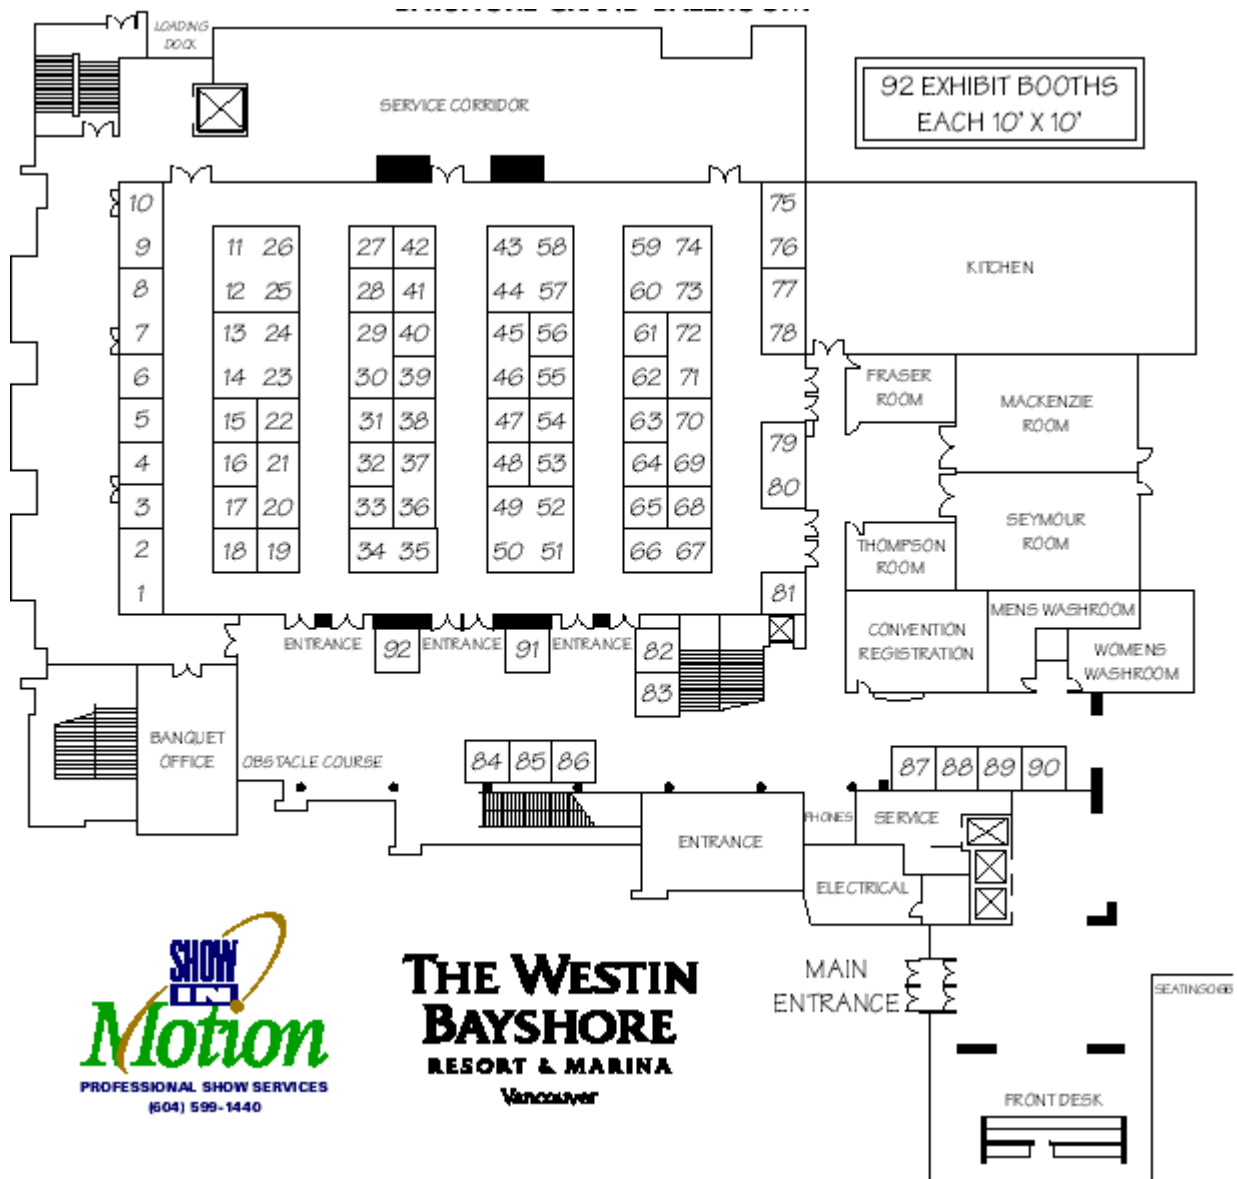 LOADING
DOCK
SERVICE CORRIDOR
92 EXHIBIT BOOTHS
EACH 10' X 10'
10 75
9 11 26 27 42 43 58 59 74 76
KITCHEN
8 12 25 28 41 44 57 60 73 77
7 13 24 29 40 45 56 61 72 78
6 14 23 30 39 46 55 62 71
FRASER
ROOM
MACKENZIE
ROOM
5 15 22 31 38 47 54 63 70 79
4 16 21 32 37 48 53 64 69 80
3 17 20 33 36 49 52 65 68
SEYMOUR
ROOM
2 18 19 34 35 50 51 66 67
THOMPSON
ROOM
1 81
MENS WASHROOM
CONVENTION
REGISTRATION
WOMENS
WASHROOM
ENTRANCE 92 ENTRANCE 91 ENTRANCE 82
83
BANQUET
OFFICE
OBSTACLE COURSE
84 85 86
87 88 89 90
PHONES
SERVICE
ENTRANCE
ELECTRICAL
SHOW
IN
Motion
PROFESSIONAL SHOW SERVICES
(604) 599-1440
THE WESTIN
BAYSHORE
RESORT & MARINA
Vancouver
MAIN
ENTRANCE
FRONT DESK